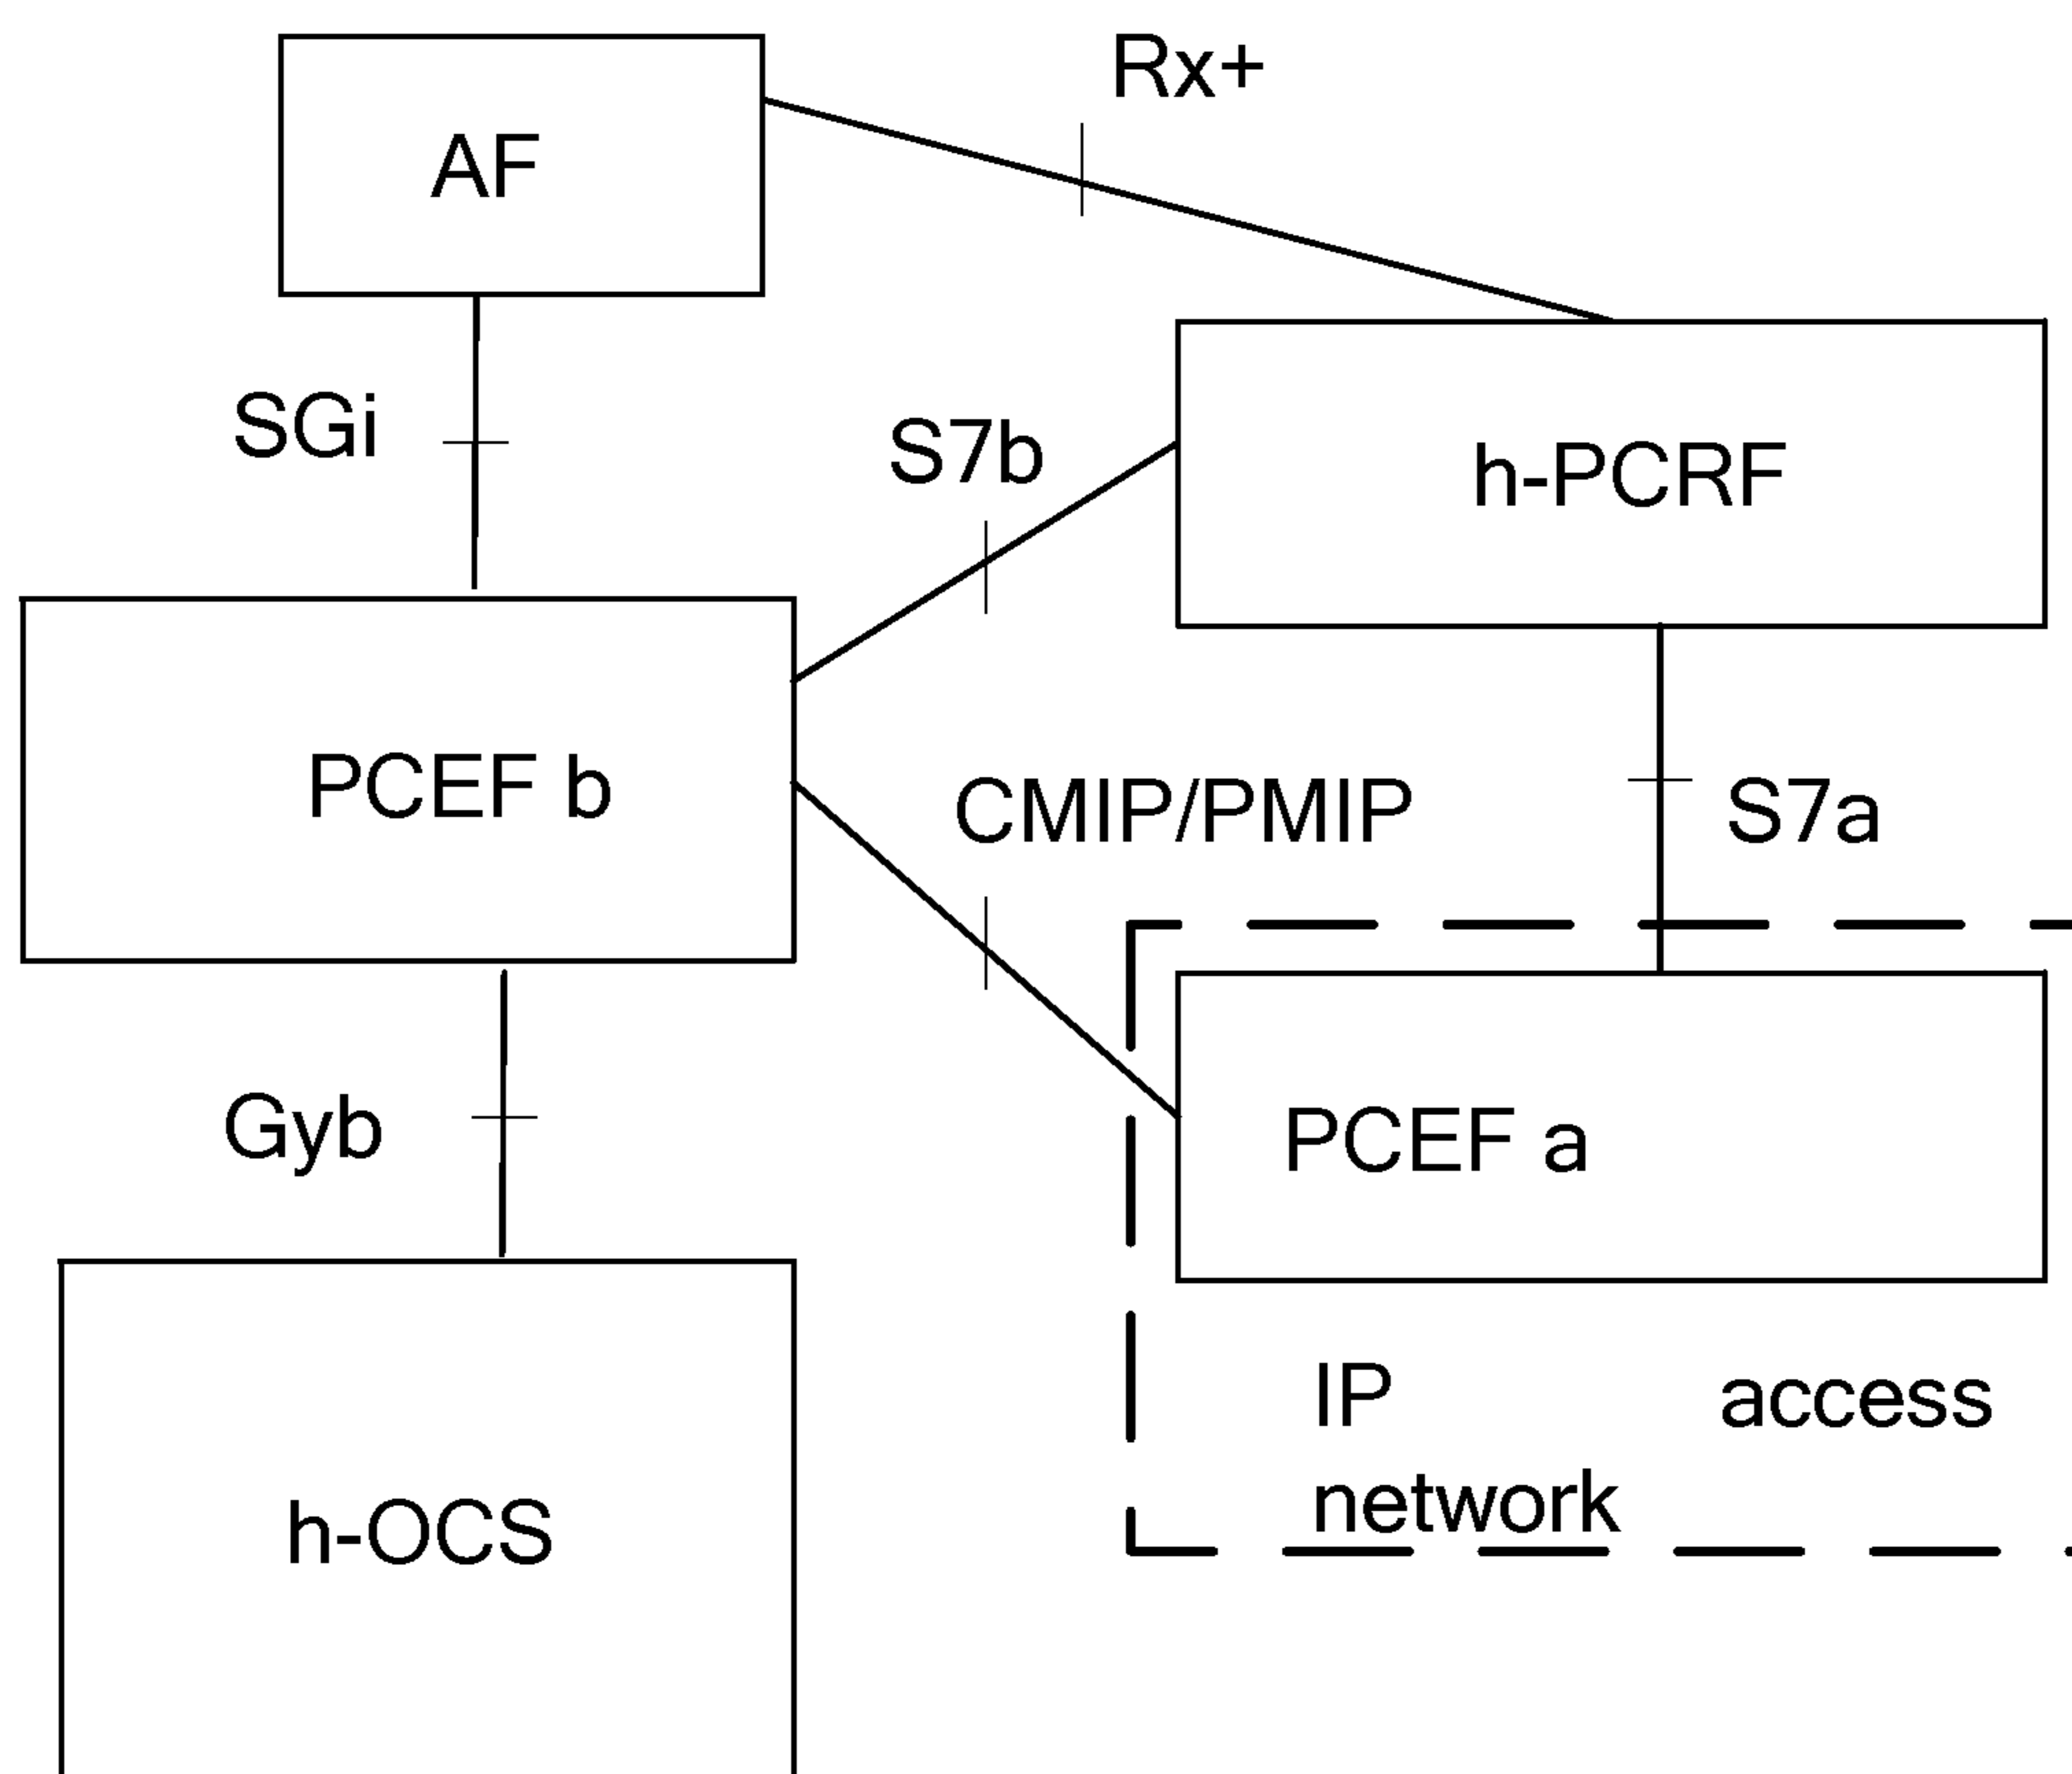 Rx+
AF
SGi
S7b
h-PCRF
PCEF b
CMIP/PMIP
S7a
Gyb
PCEF a
IP access
network
h-OCS